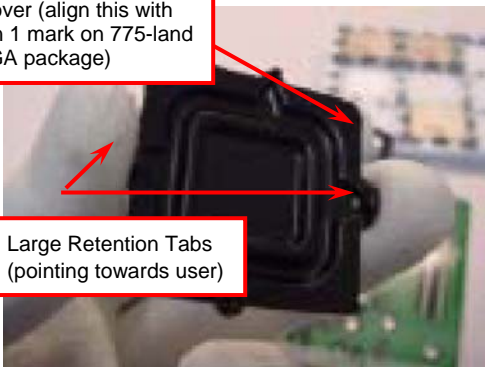 over (align this with
1 mark on 775-land
GA package)
Large Retention Tabs
(pointing towards user)